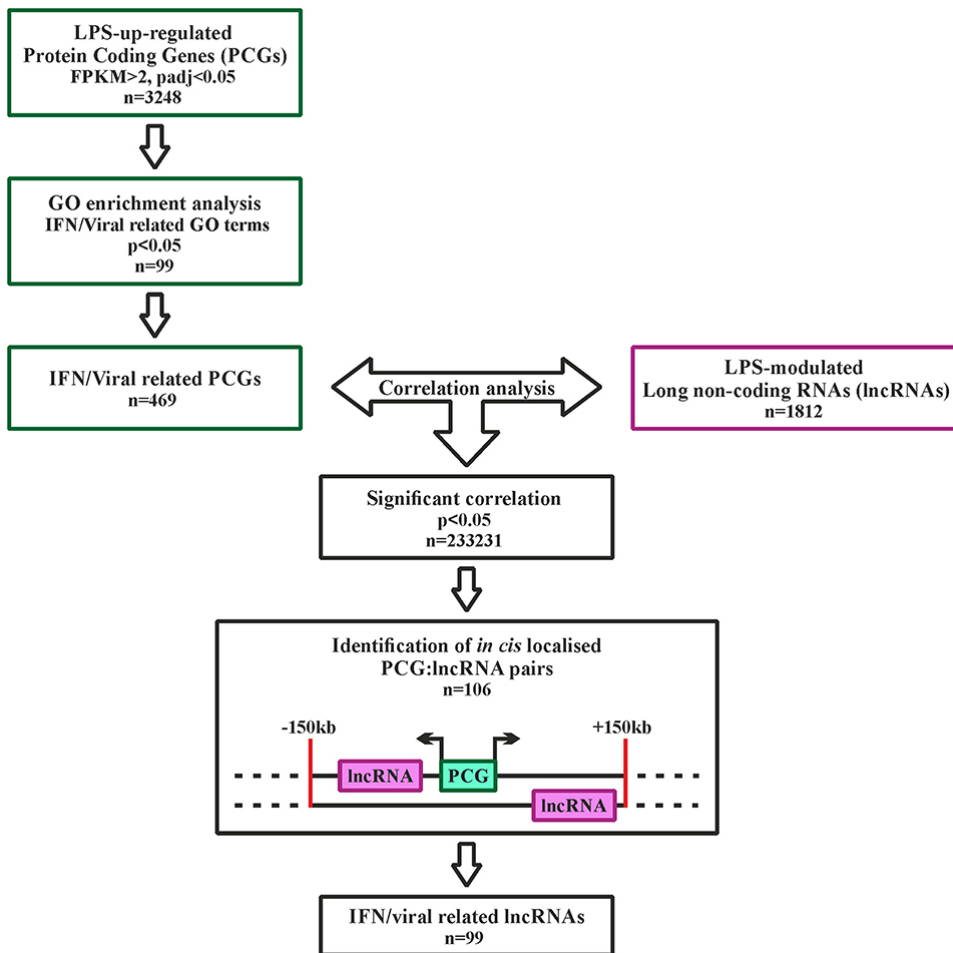 LPS-up-regulated
Protein Coding Genes (PCGs)
FPKM>2, padj<0.05
n=3248
GO enrichment analysis
IFN/Viral related GO terms
p<0.05
n=99
IFN/Viral related PCGs
n=469
Correlation analysis
LPS-modulated
Long non-coding RNAs (lncRNAs)
n=1812
Significant correlation
p<0.05
n=233231
Identification of in cis localised
PCG:lncRNA pairs
n=106
-150kb
+150kb
lncRNA
PCG
lncRNA
IFN/viral related lncRNAs
n=99